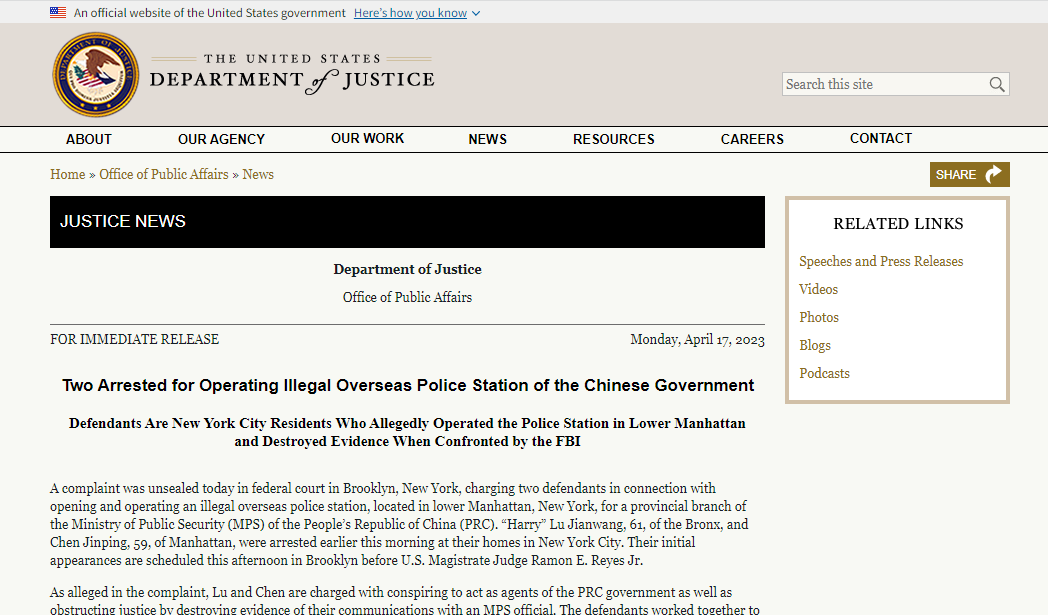 An official website of the United States government Here's how you know
THE UNITED STATES
DEPARTMENT of JUSTICE
Search this site
ABOUT OUR AGENCY OUR WORK NEWS RESOURCES CAREERS CONTACT
Home » Office of Public Affairs » News
SHARE
JUSTICE NEWS
Department of Justice
Office of Public Affairs
FOR IMMEDIATE RELEASE Monday, April 17, 2023
Two Arrested for Operating Illegal Overseas Police Station of the Chinese Government
Defendants Are New York City Residents Who Allegedly Operated the Police Station in Lower Manhattan
and Destroyed Evidence When Confronted by the FBI
A complaint was unsealed today in federal court in Brooklyn, New York, charging two defendants in connection with
opening and operating an illegal overseas police station, located in lower Manhattan, New York, for a provincial branch of
the Ministry of Public Security (MPS) of the People's Republic of China (PRC). “Harry” Lu Jianwang, 61, of the Bronx, and
Chen Jinping, 59, of Manhattan, were arrested earlier this morning at their homes in New York City. Their initial
appearances are scheduled this afternoon in Brooklyn before U.S. Magistrate Judge Ramon E. Reyes Jr.
As alleged in the complaint, Lu and Chen are charged with conspiring to act as agents of the PRC government as well as
obstructing justice by destroying evidence of their communications with an MPS official. The defendants worked together to
RELATED LINKS
Speeches and Press Releases
Videos
Photos
Blogs
Podcasts